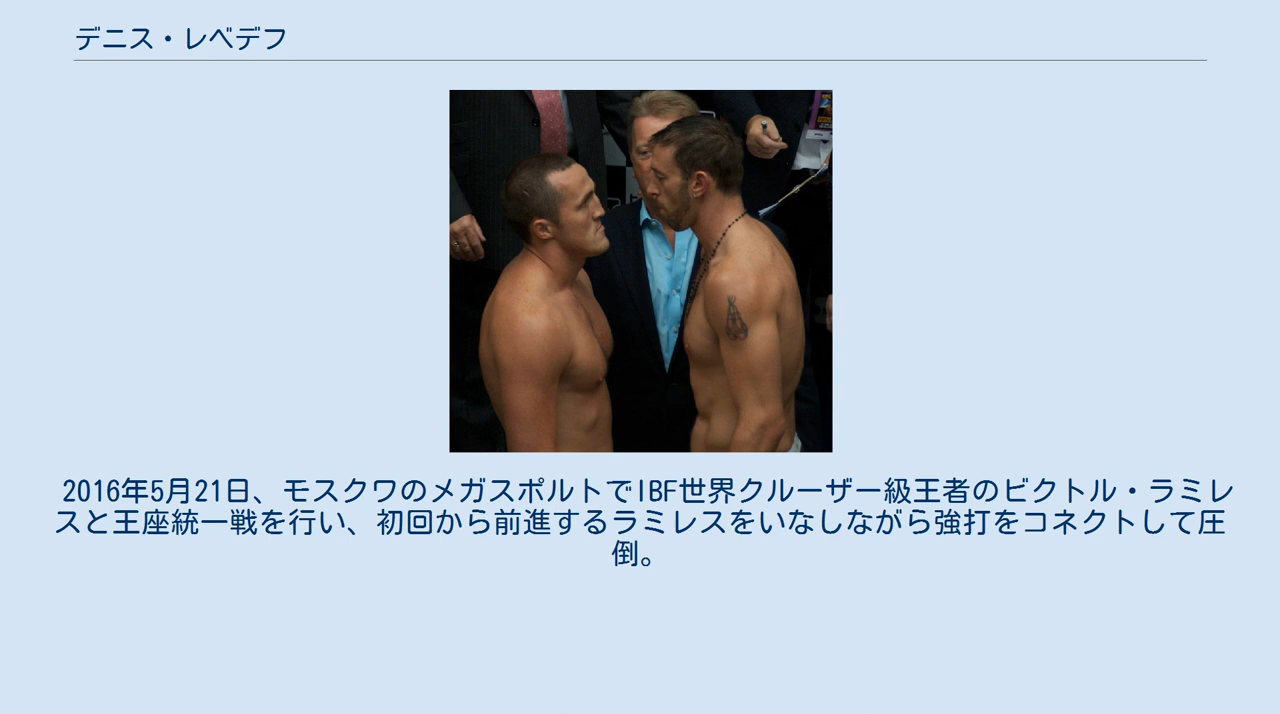 デニス・レベデフ
2016年5月21日、モスクワのメガスポルトでIBF世界クルーザー級王者のビクトル・ラミレ
スと王座統一戦を行い、初回から前進するラミレスをいなしながら強打をコネクトして圧
倒。